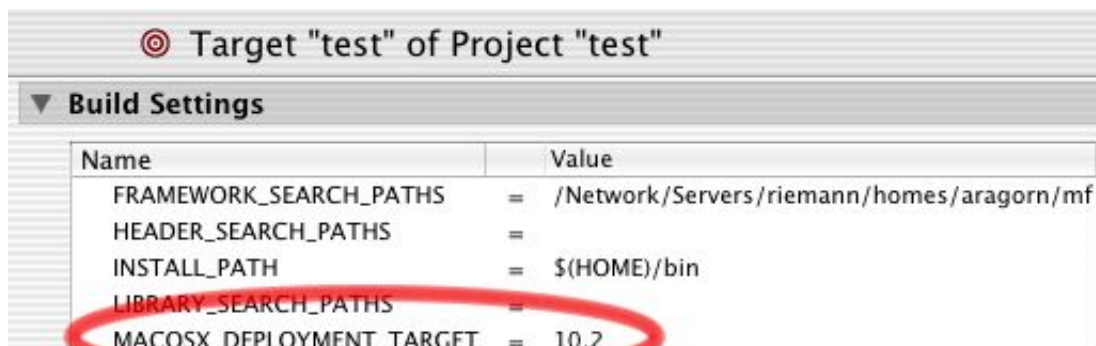 Target "test" of Project "test"
Build Settings
Name Value
FRAMEWORK_SEARCH_PATHS = /Network/Servers/riemann/homes/aragorn/mf
HEADER_SEARCH_PATHS =
INSTALL_PATH = $(HOME)/bin
LIBRARY_SEARCH_PATHS =
MACOSX_DEPLOYMENT_TARGET = 10.2